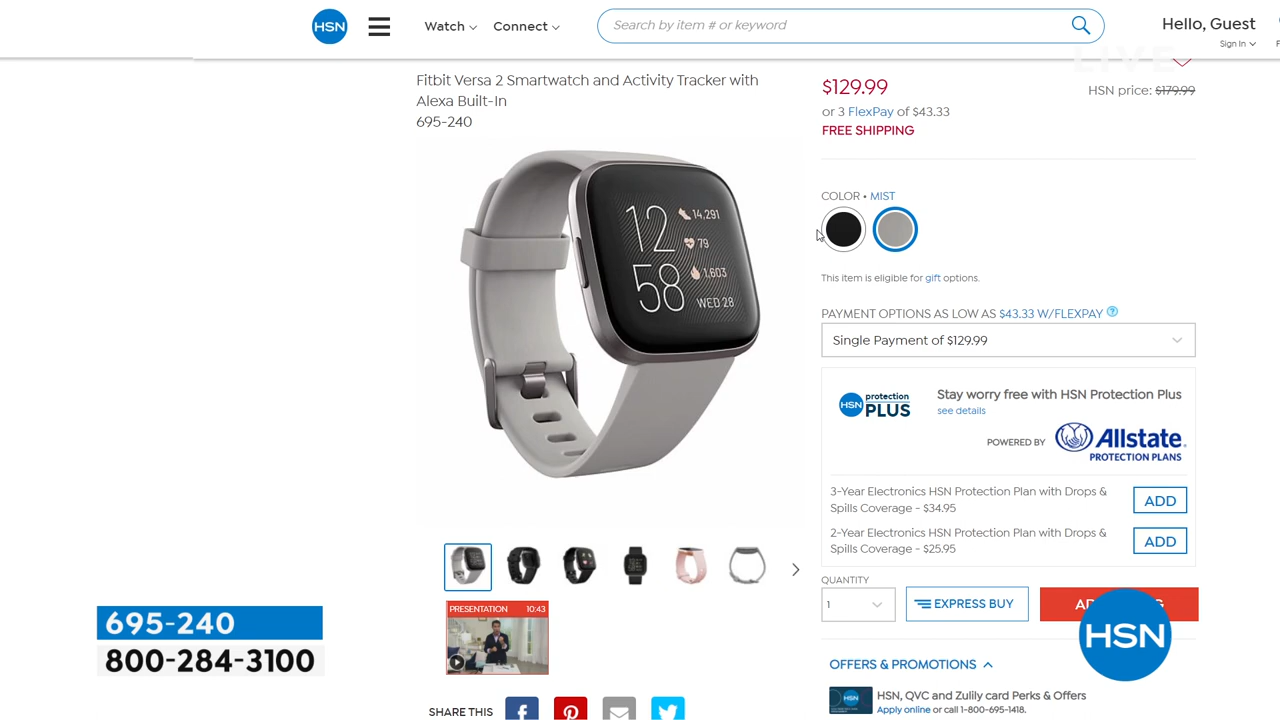 HSN
Watch
Connect
Search by item # or keyword
Hello, Guest
Sign In
LIVE
Fitbit Versa 2 Smartwatch and Activity Tracker with
Alexa Built-In
695-240
$129.99
HSN price: $179.99
or 3 FlexPay of $43.33
FREE SHIPPING
12
58
14,291
79
1,603
WED 28
COLOR • MIST
This item is eligible for gift options.
PAYMENT OPTIONS AS LOW AS $43.33 W/FLEXPAY ?
Single Payment of $129.99
HSN protection PLUS
Stay worry free with HSN Protection Plus
see details
POWERED BY
Allstate
PROTECTION PLANS
3-Year Electronics HSN Protection Plan with Drops &
Spills Coverage - $34.95
ADD
2-Year Electronics HSN Protection Plan with Drops &
Spills Coverage - $25.95
ADD
QUANTITY
1
EXPRESS BUY
HSN
PRESENTATION 10:43
695-240
800-284-3100
OFFERS & PROMOTIONS
HSN
HSN, QVC and Zulily card Perks & Offers
Apply online or call 1-800-695-1418.
SHARE THIS